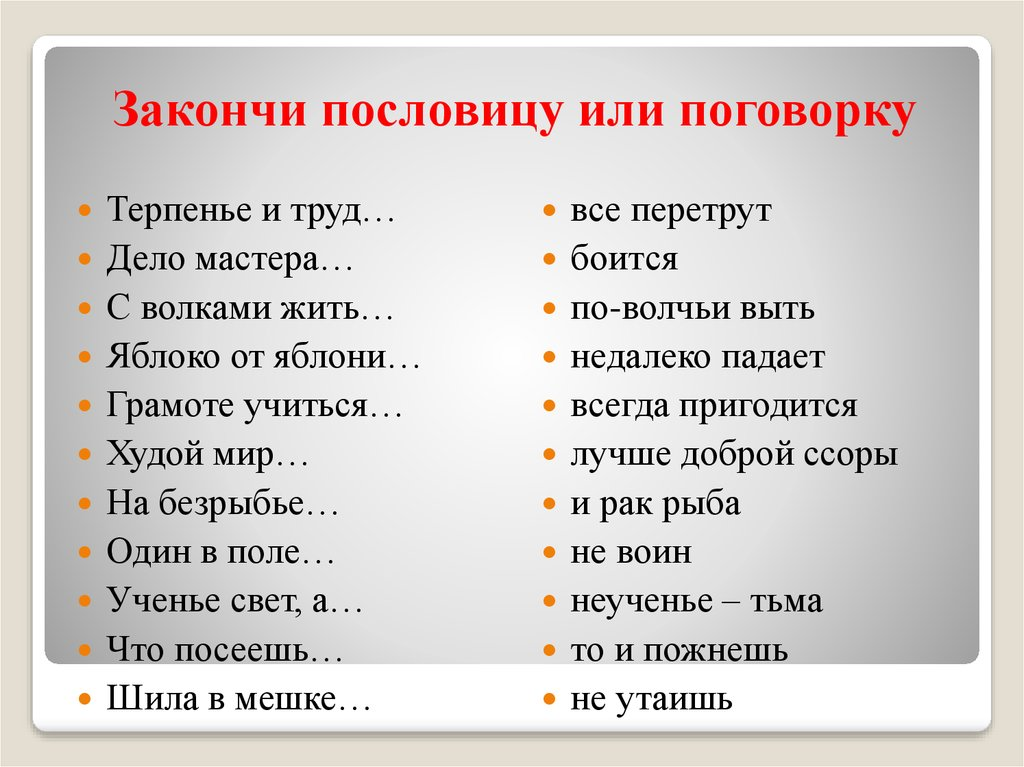 Закончи пословицу или поговорку
Терпенье и труд…
Дело мастера…
С волками жить…
Яблоко от яблони…
Грамоте учиться…
Худой мир…
На безрыбье…
Один в поле…
Ученье свет, а…
Что посеешь…
Шила в мешке…
все перетрут
боится
по-волчьи выть
недалеко падает
всегда пригодится
лучше доброй ссоры
и рак рыба
не воин
неученье – тьма
то и пожнешь
не утаишь